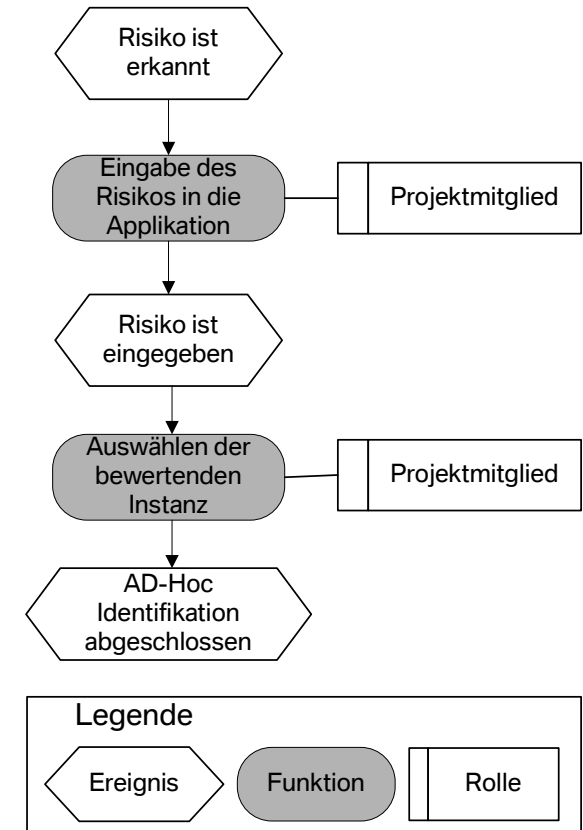 Risiko ist
erkannt
Eingabe des
Risikos in die
Applikation
Projektmitglied
Risiko ist
eingegeben
Auswählen der
bewertenden
Instanz
Projektmitglied
AD-Hoc
Identifikation
abgeschlossen
Legende
Ereignis
Funktion
Rolle